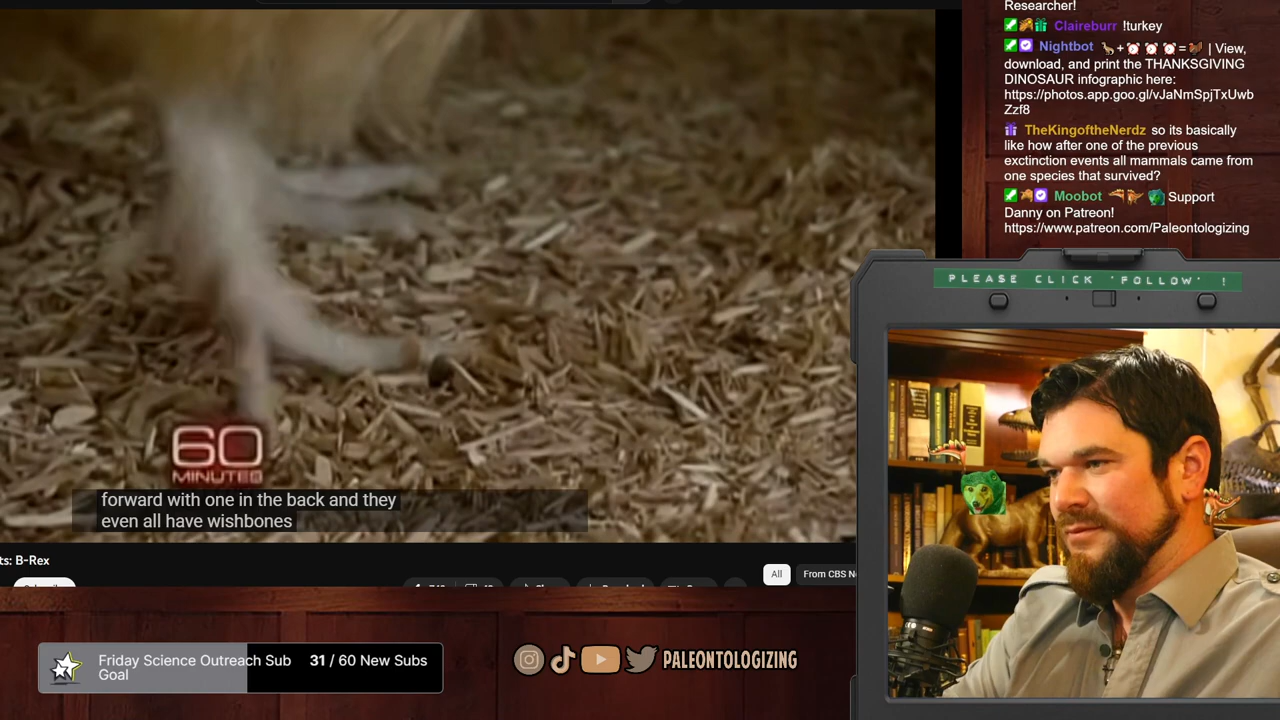 Researcher!
Claireburr !turkey
Nightbot + = | View,
download, and print the THANKSGIVING
DINOSAUR infographic here:
https://photos.app.goo.gl/vJaNmSpjTxUwb
Zzf8
TheKingoftheNerdz so its basically
like how after one of the previous
exctinction events all mammals came from
one species that survived?
Moobot Support
Danny on Patreon!
https://www.patreon.com/Paleontologizing
PLEASE CLICK "FOLLOW" !
60
MINUTES
forward with one in the back and they
even all have wishbones
ts: B-Rex
All
From CBS Ne
Friday Science Outreach Sub
Goal
31 / 60 New Subs
PALEONTOLOGIZING